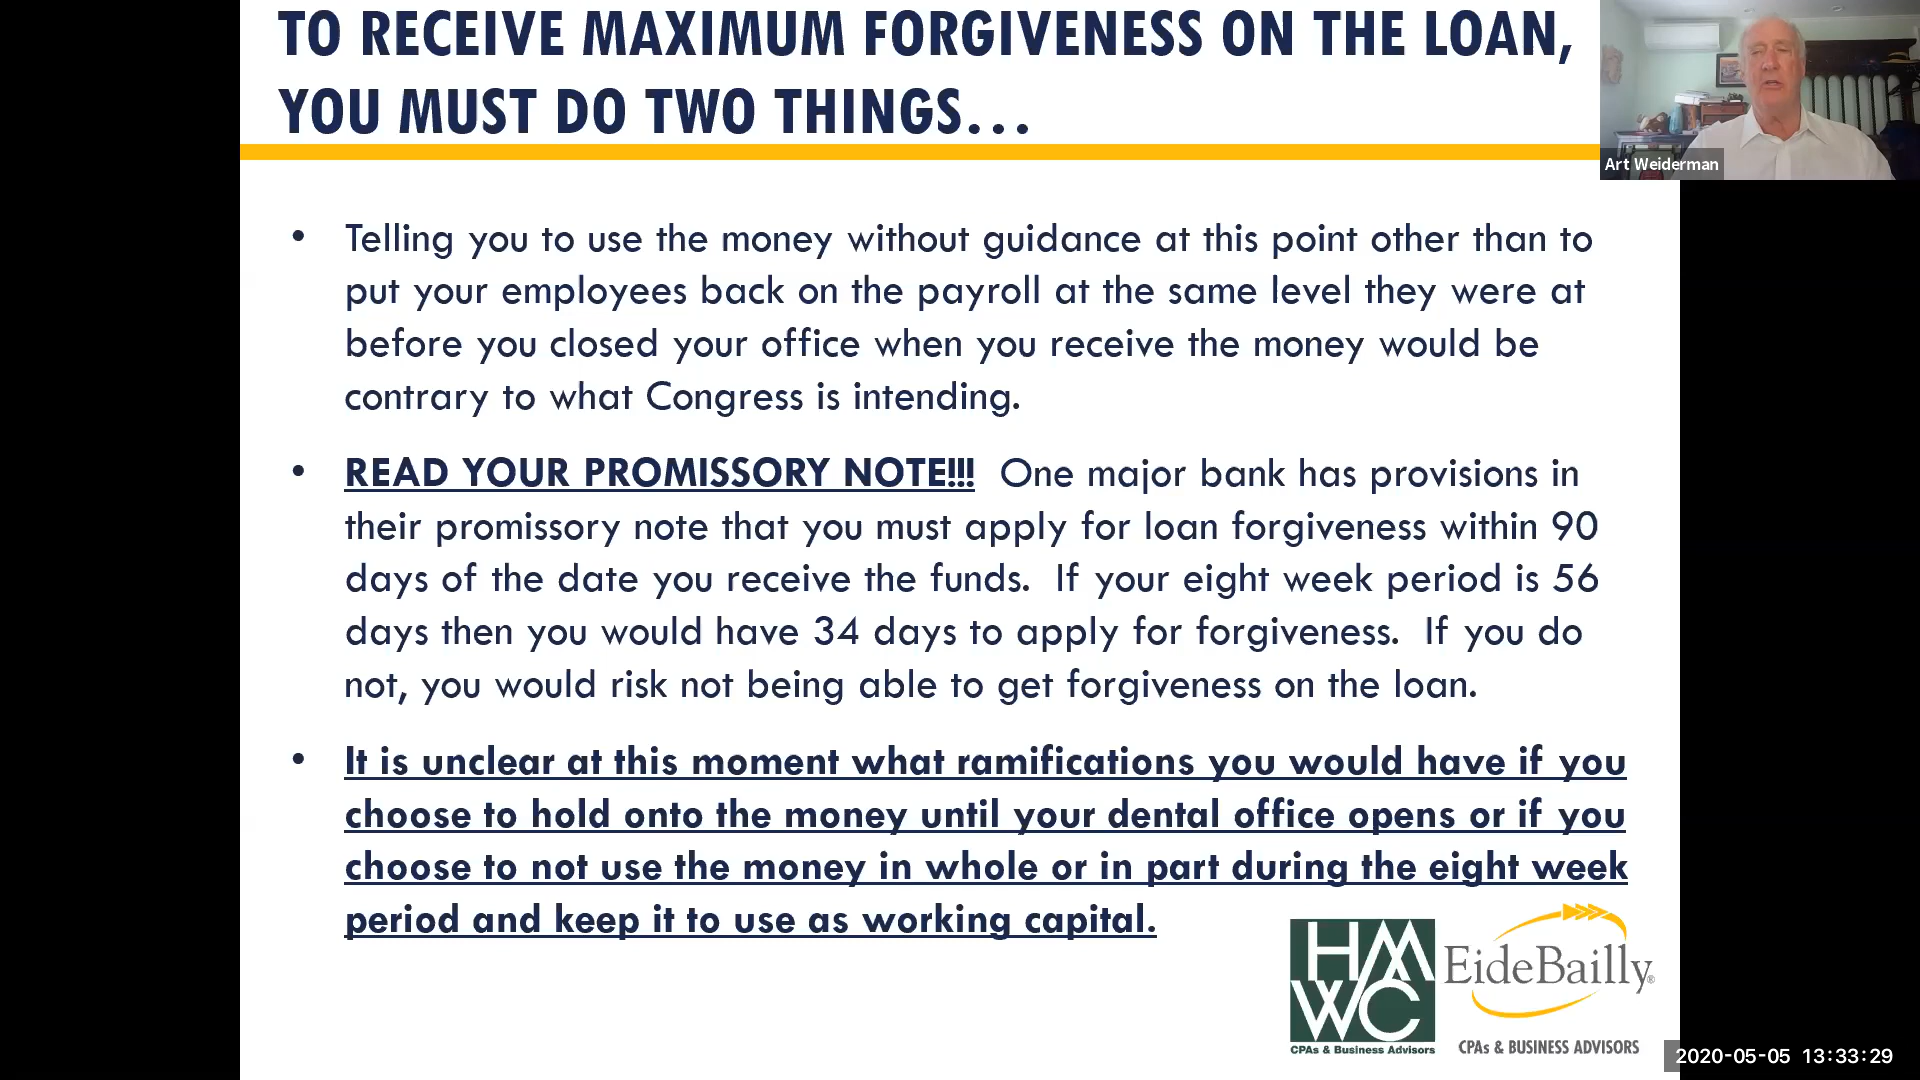 TO RECEIVE MAXIMUM FORGIVENESS ON THE LOAN,
YOU MUST DO TWO THINGS…
Art Weiderman
• Telling you to use the money without guidance at this point other than to
put your employees back on the payroll at the same level they were at
before you closed your office when you receive the money would be
contrary to what Congress is intending.
• READ YOUR PROMISSORY NOTE!!! One major bank has provisions in
their promissory note that you must apply for loan forgiveness within 90
days of the date you receive the funds. If your eight week period is 56
days then you would have 34 days to apply for forgiveness. If you do
not, you would risk not being able to get forgiveness on the loan.
• It is unclear at this moment what ramifications you would have if you
choose to hold onto the money until your dental office opens or if you
choose to not use the money in whole or in part during the eight week
period and keep it to use as working capital.
HMWC
CPAs & Business Advisors
EideBailly®
CPAs & BUSINESS ADVISORS
2020-05-05 13:33:29